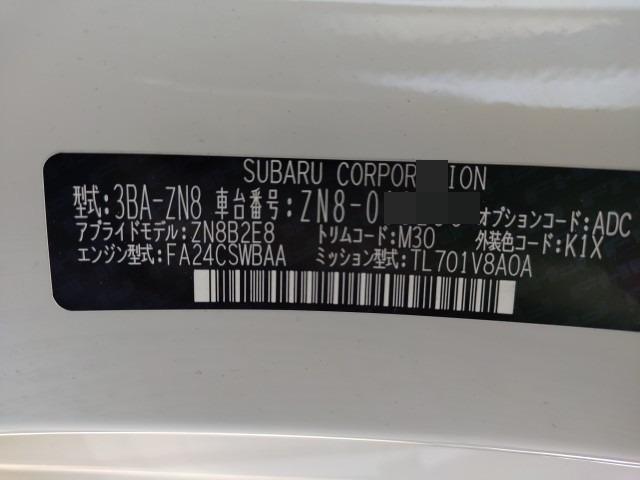 SUBARU CORPOR ION
型式:3BA-ZN8 車台番号:ZN8-0 オプションコード:ADC
アプライドモデル:ZN8B2E8 トリムコード:M30 外装色コード:K1X
エンジン型式:FA24CSWBAA ミッション型式:TL701V8A0A